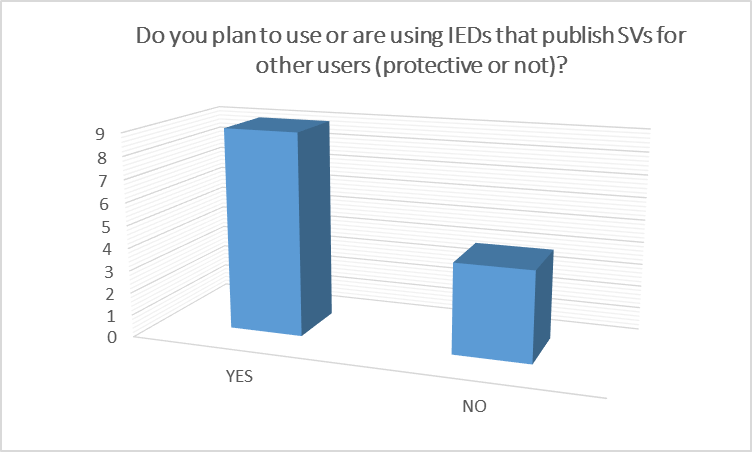 Do you plan to use or are using IEDs that publish SVs for
other users (protective or not)?
9
8
7
6
5
4
3
2
1
0
YES
NO